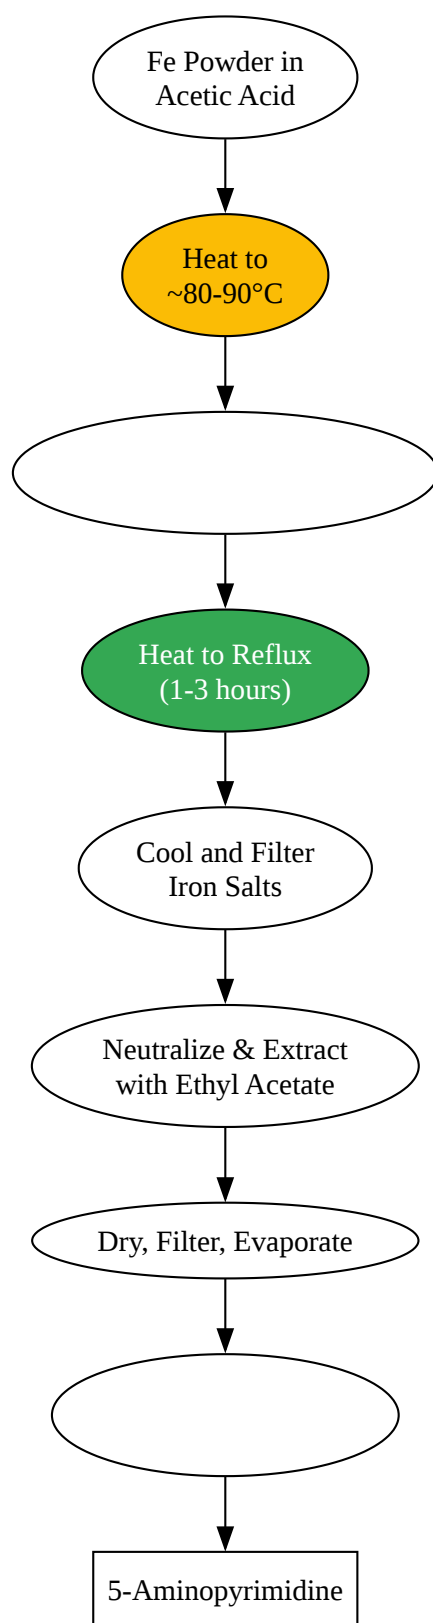 Fe Powder in
Acetic Acid
Heat to
~80-90°C
Heat to Reflux
(1-3 hours)
Cool and Filter
Iron Salts
Neutralize & Extract
with Ethyl Acetate
Dry, Filter, Evaporate
5-Aminopyrimidine